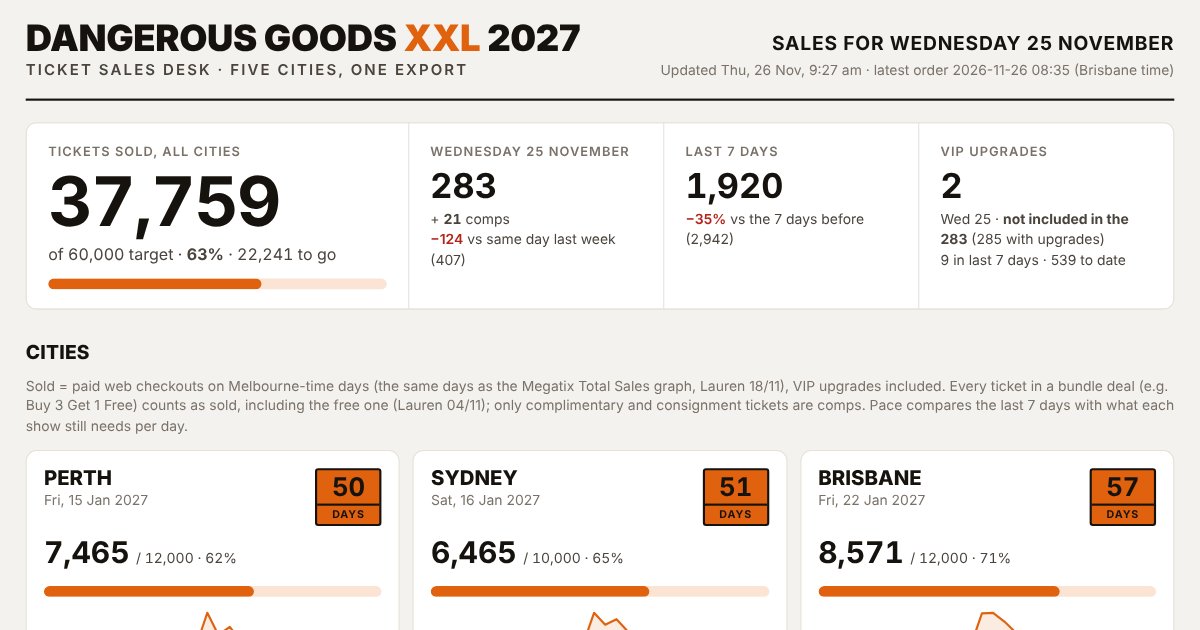 DANGEROUS GOODS XXL 2027
TICKET SALES DESK · FIVE CITIES, ONE EXPORT
SALES FOR WEDNESDAY 25 NOVEMBER
Updated Thu, 26 Nov, 9:27 am · latest order 2026-11-26 08:35 (Brisbane time)
TICKETS SOLD, ALL CITIES
37,759
of 60,000 target · 63% · 22,241 to go
WEDNESDAY 25 NOVEMBER
283
+ 21 comps
−124 vs same day last week
(407)
LAST 7 DAYS
1,920
−35% vs the 7 days before
(2,942)
VIP UPGRADES
2
Wed 25 · not included in the
283 (285 with upgrades)
9 in last 7 days · 539 to date
CITIES
Sold = paid web checkouts on Melbourne-time days (the same days as the Megatix Total Sales graph, Lauren 18/11), VIP upgrades included. Every ticket in a bundle deal (e.g.
Buy 3 Get 1 Free) counts as sold, including the free one (Lauren 04/11); only complimentary and consignment tickets are comps. Pace compares the last 7 days with what each
show still needs per day.
PERTH
Fri, 15 Jan 2027
50
DAYS
7,465 / 12,000 · 62%
SYDNEY
Sat, 16 Jan 2027
51
DAYS
6,465 / 10,000 · 65%
BRISBANE
Fri, 22 Jan 2027
57
DAYS
8,571 / 12,000 · 71%